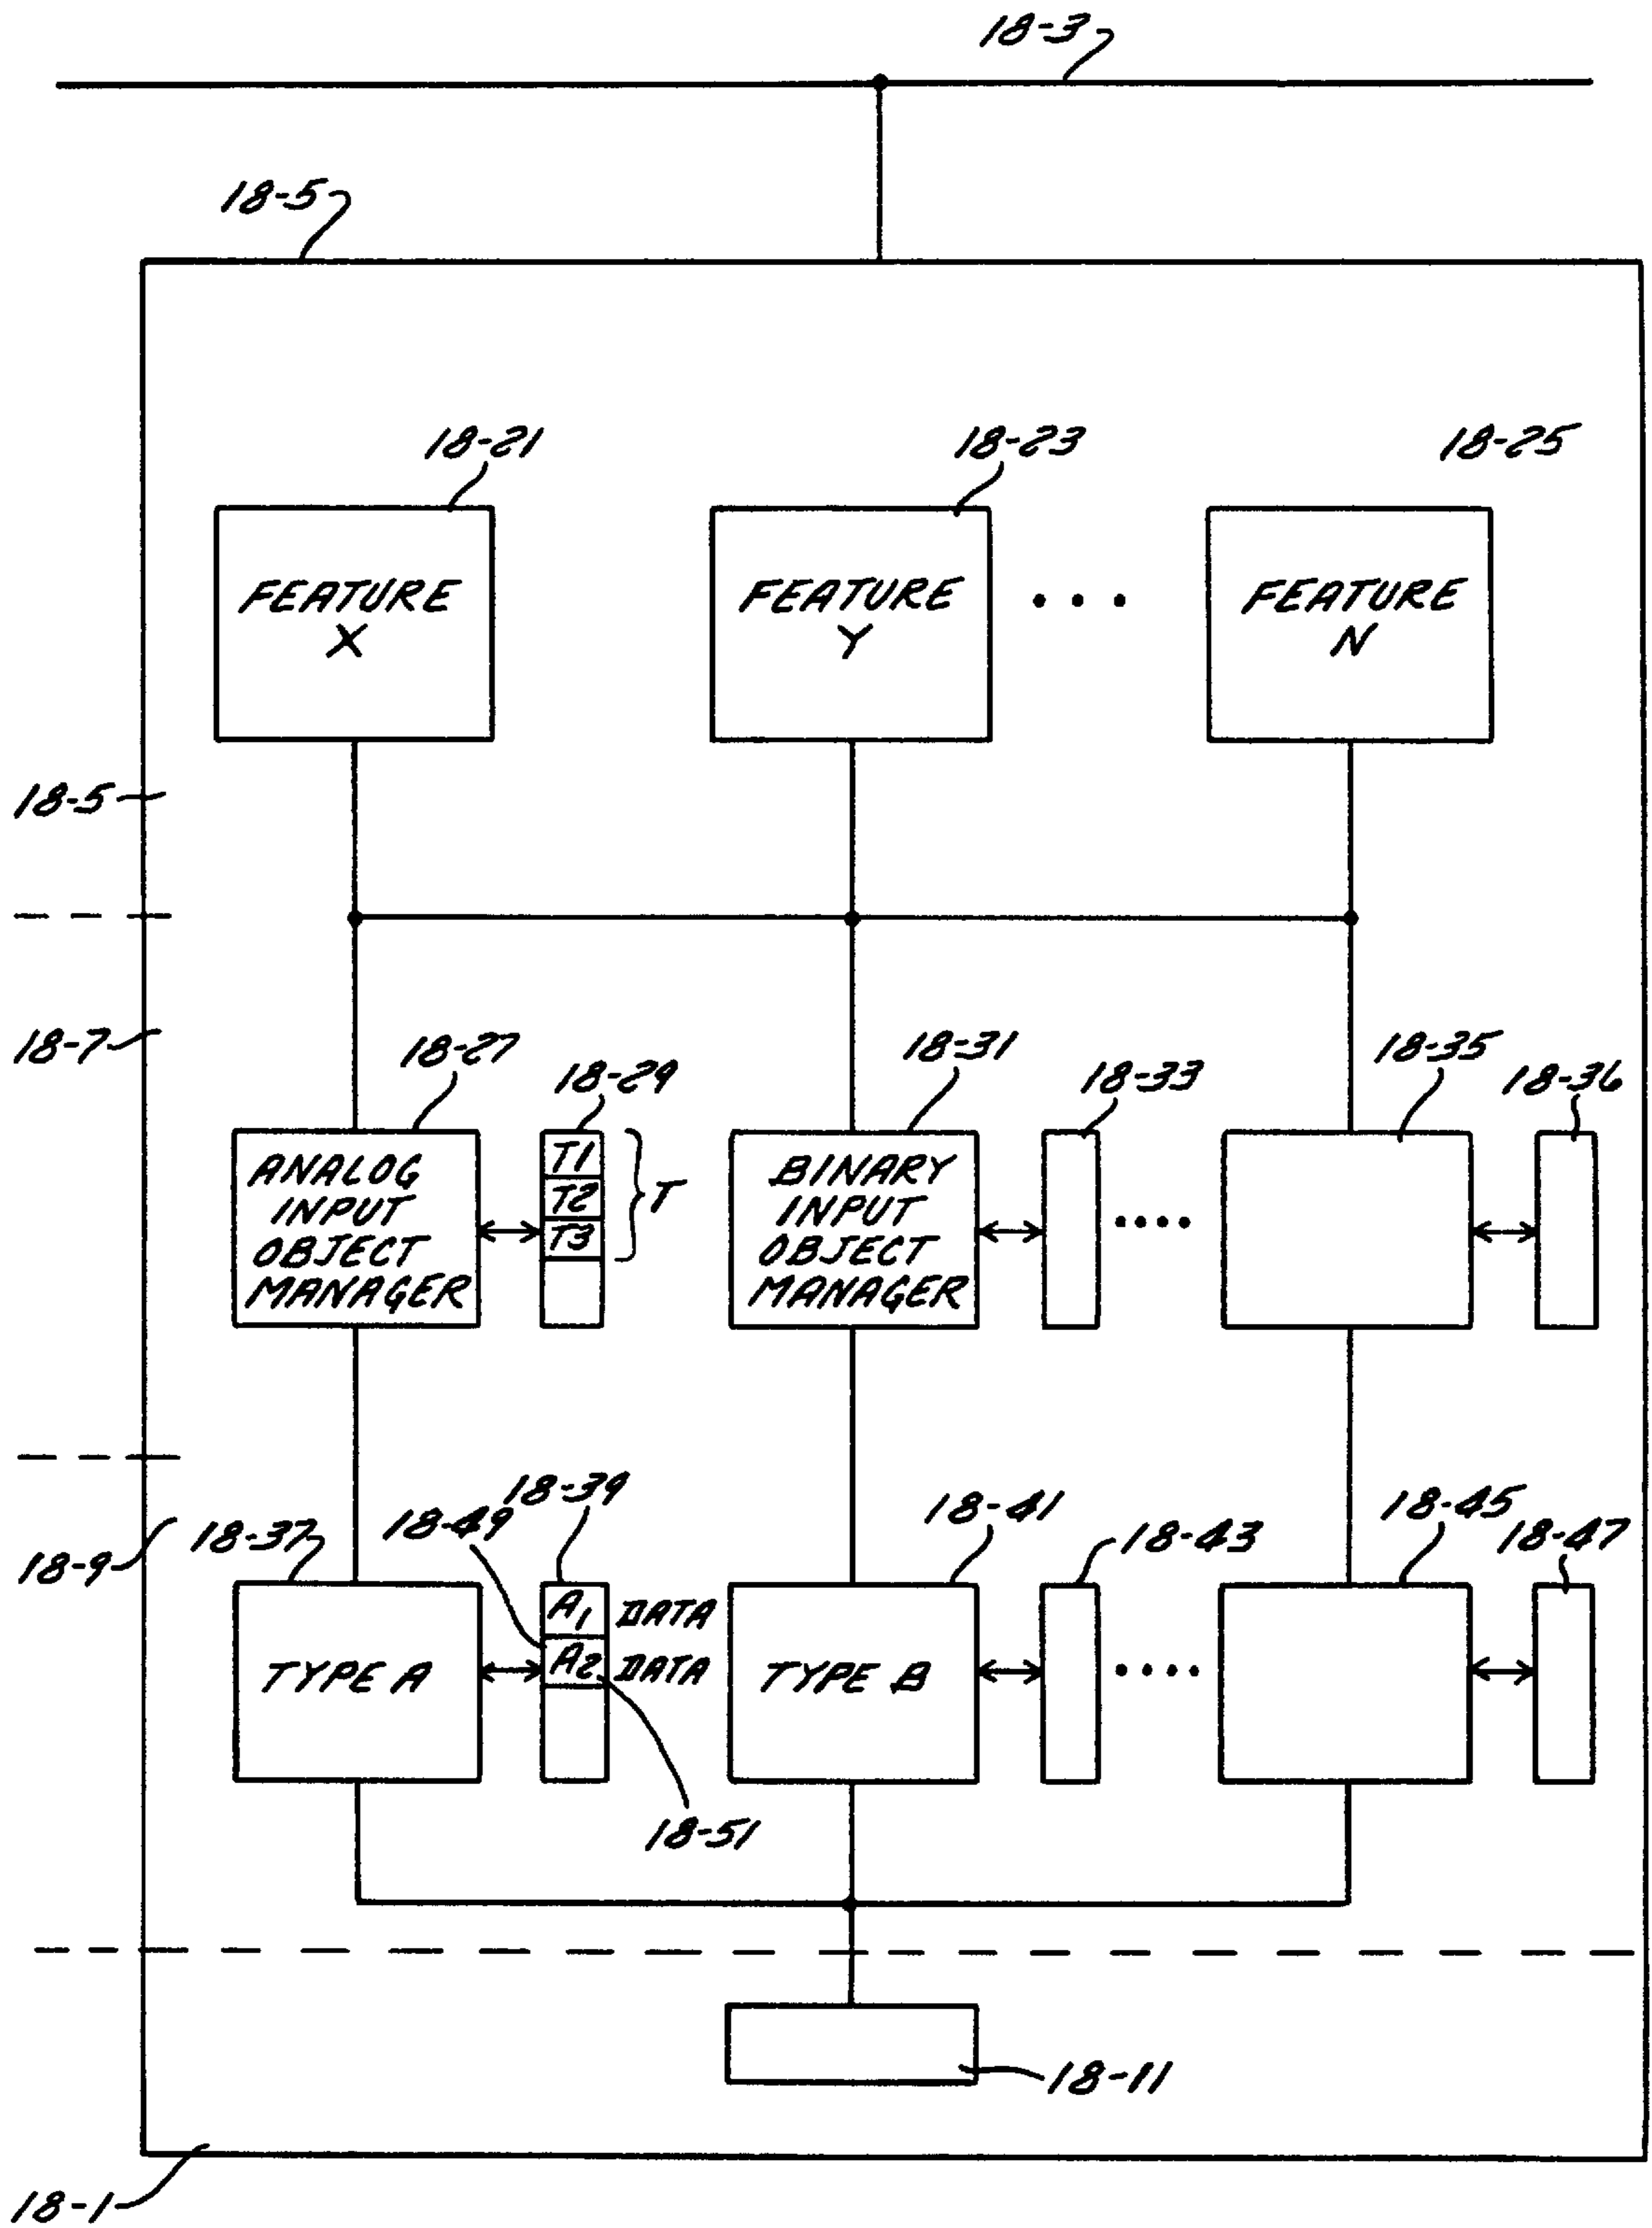 18-3
18-5
18-21
18-23
18-25
FEATURE
X
FEATURE
Y
FEATURE
N
18-5
18-7
18-27
18-29
18-31
18-33
18-35
18-36
ANALOG
INPUT
OBJECT
MANAGER
T1
T2
T3
T
BINARY
INPUT
OBJECT
MANAGER
18-9
18-37
18-49
18-39
18-41
18-43
18-45
18-47
TYPE A
A1 DATA
A2 DATA
TYPE B
18-51
18-11
18-1